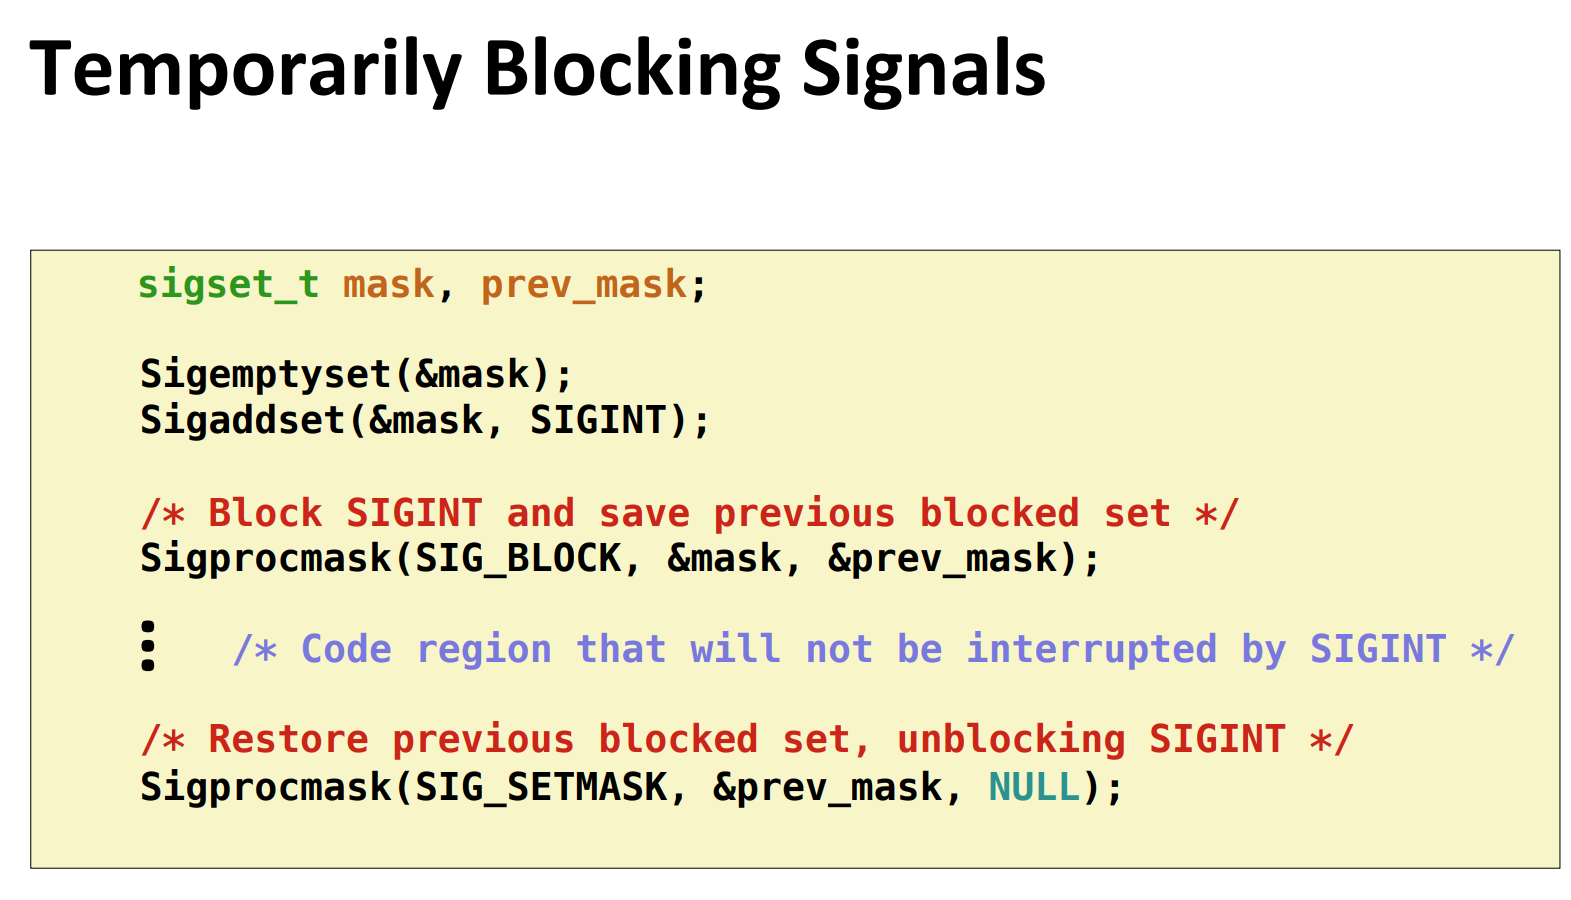 Temporarily Blocking Signals
sigset_t mask, prev_mask;
Sigemptyset(&mask);
Sigaddset(&mask, SIGINT);
/* Block SIGINT and save previous blocked set */
Sigprocmask(SIG_BLOCK, &mask, &prev_mask);
/* Code region that will not be interrupted by SIGINT */
/* Restore previous blocked set, unblocking SIGINT */
Sigprocmask(SIG_SETMASK, &prev_mask, NULL);